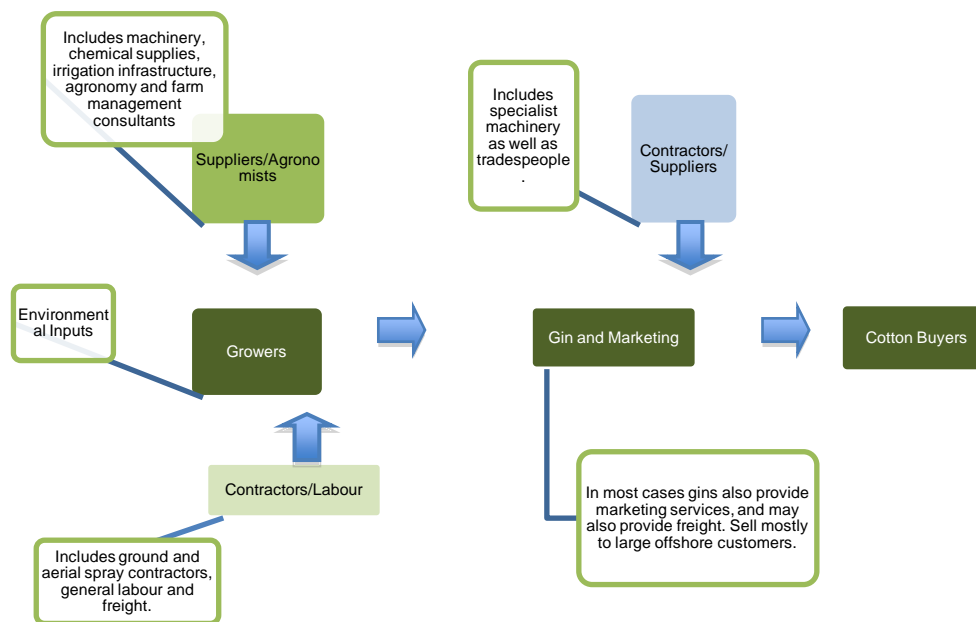 Includes machinery,
chemical supplies,
irrigation infrastructure,
agronomy and farm
management
consultants
Suppliers/Agrono
mists
Includes
specialist
machinery
as well as
tradespeople
.
Contractors/
Suppliers
Environment
al Inputs
Growers
Gin and Marketing
Cotton Buyers
Contractors/Labour
Includes ground and
aerial spray contractors,
general labour and
freight.
In most cases gins also provide
marketing services, and may
also provide freight. Sell mostly
to large offshore customers.